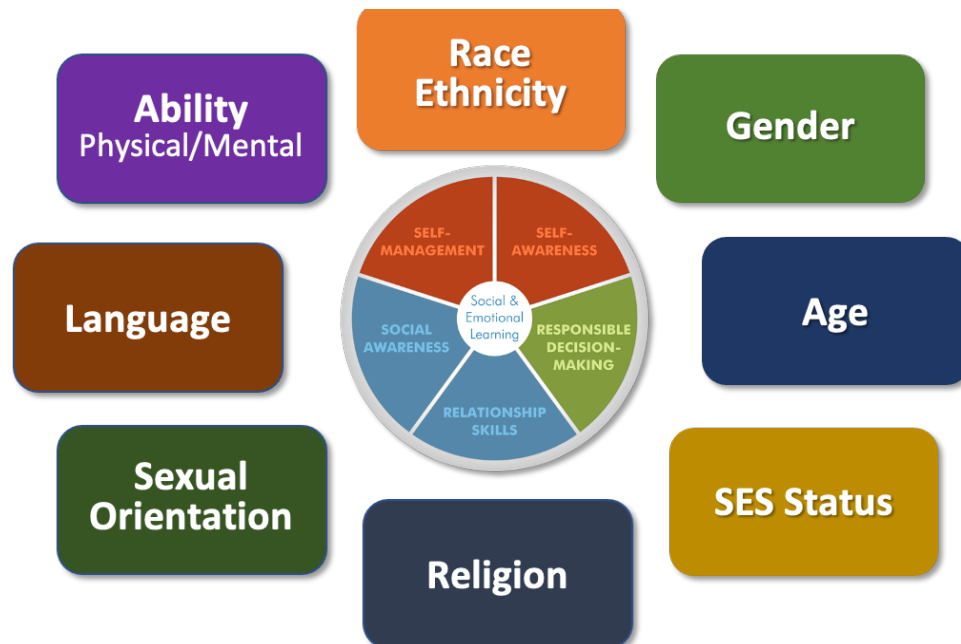 Race
Ethnicity
Ability
Physical/Mental
Gender
SELF-
MANAGEMENT
SELF-
AWARENESS
Language
Social &
Emotional
Learning
Age
SOCIAL
AWARENESS
RESPONSIBLE
DECISION-
MAKING
RELATIONSHIP
SKILLS
Sexual
Orientation
SES Status
Religion